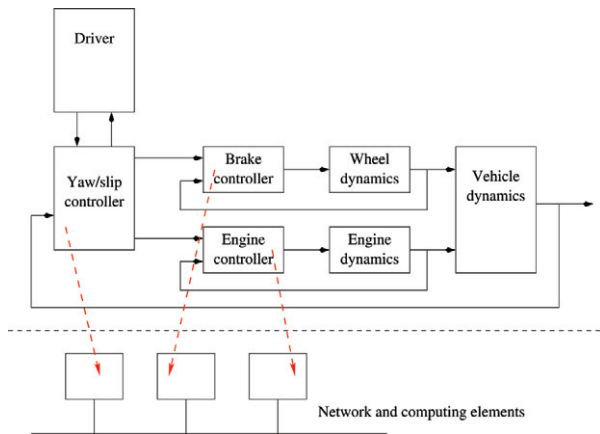 Driver
Yaw/slip
controller
Brake
controller
Wheel
dynamics
Vehicle
dynamics
Engine
controller
Engine
dynamics
Network and computing elements